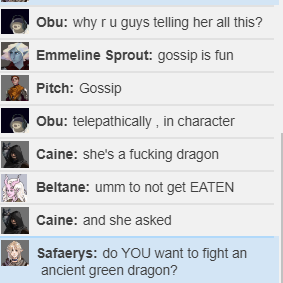 Obu: why r u guys telling her all this?
Emmeline Sprout: gossip is fun
Pitch: Gossip
Obu: telepathically , in character
Caine: she's a fucking dragon
Beltane: umm to not get EATEN
Caine: and she asked
Safaerys: do YOU want to fight an
ancient green dragon?